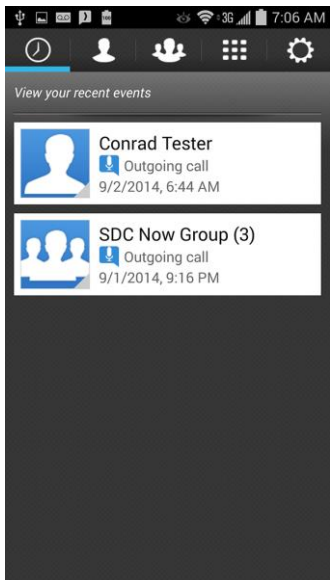 3G 7:06 AM
View your recent events
Conrad Tester
Outgoing call
9/2/2014, 6:44 AM
SDC Now Group (3)
Outgoing call
9/1/2014, 9:16 PM